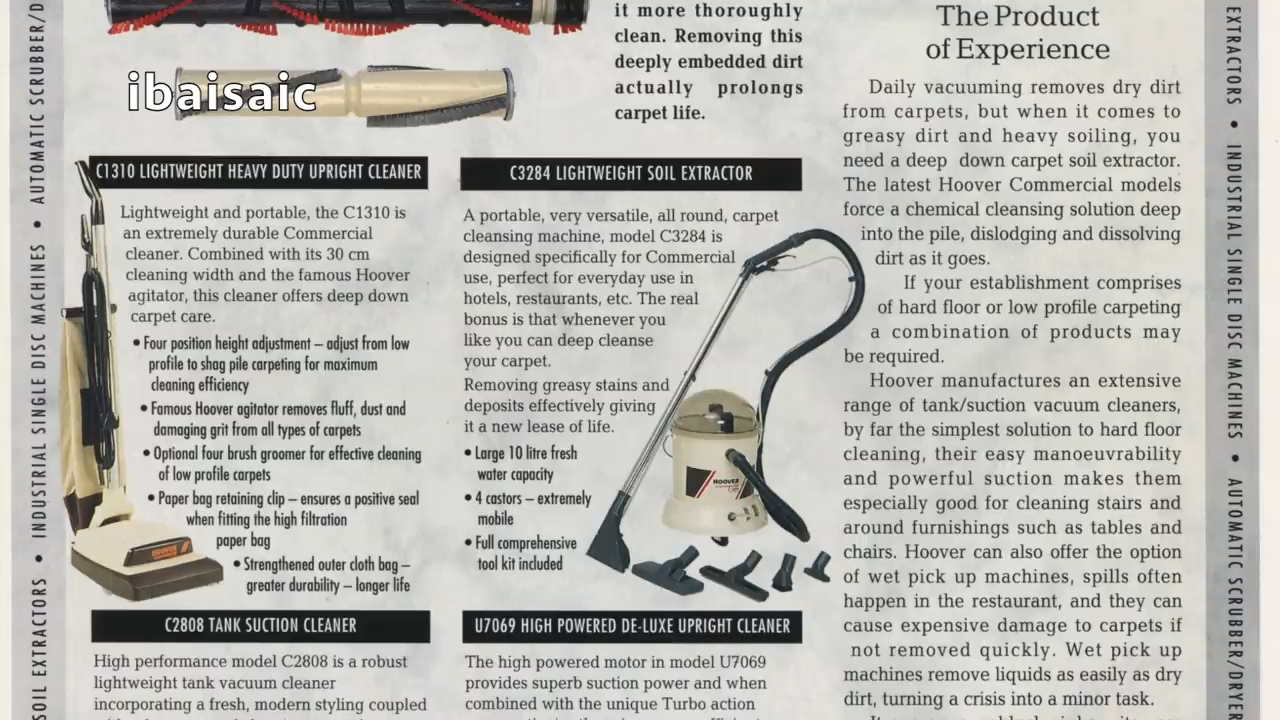 EXTRACTORS • INDUSTRIAL SINGLE DISC MACHINES • AUTOMATIC SCRUBBER/DRYER
SOIL EXTRACTORS • INDUSTRIAL SINGLE DISC MACHINES • AUTOMATIC SCRUBBER/D
ibaisaic
it more thoroughly
clean. Removing this
deeply embedded dirt
actually prolongs
carpet life.
C1310 LIGHTWEIGHT HEAVY DUTY UPRIGHT CLEANER
Lightweight and portable, the C1310 is
an extremely durable Commercial
cleaner. Combined with its 30 cm
cleaning width and the famous Hoover
agitator, this cleaner offers deep down
carpet care.
• Four position height adjustment – adjust from low
profile to shag pile carpeting for maximum
cleaning efficiency
• Famous Hoover agitator removes fluff, dust and
damaging grit from all types of carpets
• Optional four brush groomer for effective cleaning
of low profile carpets
• Paper bag retaining clip – ensures a positive seal
when fitting the high filtration
paper bag
• Strengthened outer cloth bag –
greater durability – longer life
HOOVER
C2808 TANK SUCTION CLEANER
High performance model C2808 is a robust
lightweight tank vacuum cleaner
incorporating a fresh, modern styling coupled
C3284 LIGHTWEIGHT SOIL EXTRACTOR
A portable, very versatile, all round, carpet
cleansing machine, model C3284 is
designed specifically for Commercial
use, perfect for everyday use in
hotels, restaurants, etc. The real
bonus is that whenever you
like you can deep cleanse
your carpet.
Removing greasy stains and
deposits effectively giving
it a new lease of life.
• Large 10 litre fresh
water capacity
• 4 castors – extremely
mobile
• Full comprehensive
tool kit included
HOOVER
U7069 HIGH POWERED DE-LUXE UPRIGHT CLEANER
The high powered motor in model U7069
provides superb suction power and when
combined with the unique Turbo action
The Product
of Experience
Daily vacuuming removes dry dirt
from carpets, but when it comes to
greasy dirt and heavy soiling, you
need a deep down carpet soil extractor.
The latest Hoover Commercial models
force a chemical cleansing solution deep
into the pile, dislodging and dissolving
dirt as it goes.
If your establishment comprises
of hard floor or low profile carpeting
a combination of products may
be required.
Hoover manufactures an extensive
range of tank/suction vacuum cleaners,
by far the simplest solution to hard floor
cleaning, their easy manoeuvrability
and powerful suction makes them
especially good for cleaning stairs and
around furnishings such as tables and
chairs. Hoover can also offer the option
of wet pick up machines, spills often
happen in the restaurant, and they can
cause expensive damage to carpets if
not removed quickly. Wet pick up
machines remove liquids as easily as dry
dirt, turning a crisis into a minor task.